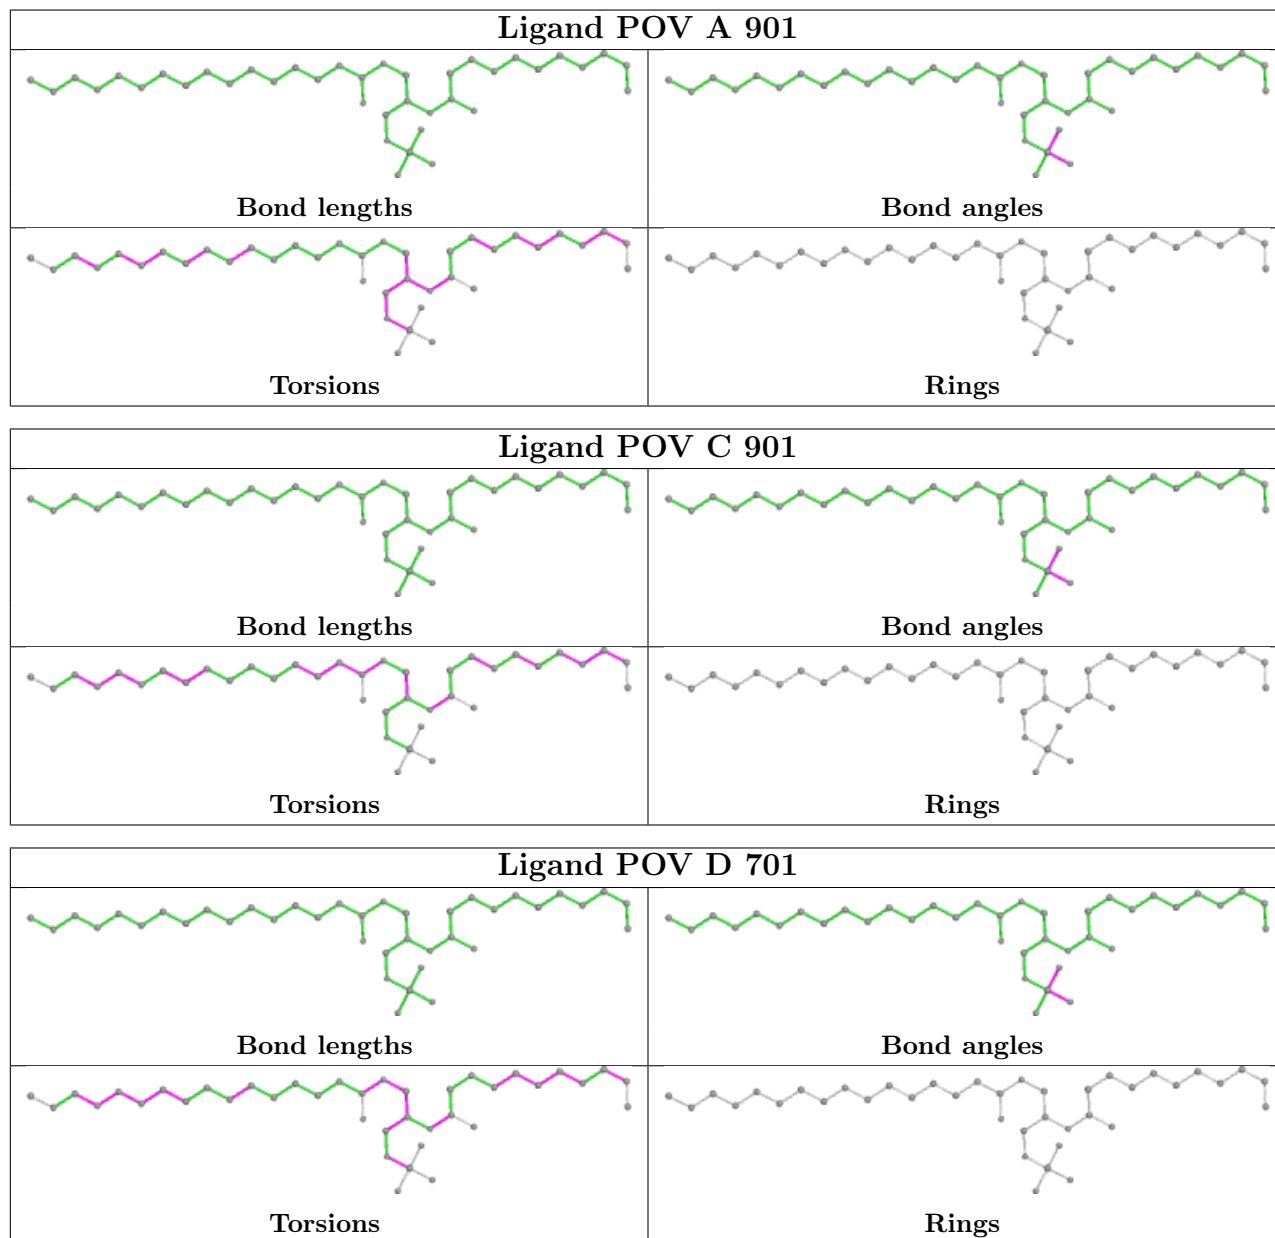 Ligand POV A 901
Bond lengths
Bond angles
Torsions
Rings
Ligand POV C 901
Bond lengths
Bond angles
Torsions
Rings
Ligand POV D 701
Bond lengths
Bond angles
Torsions
Rings